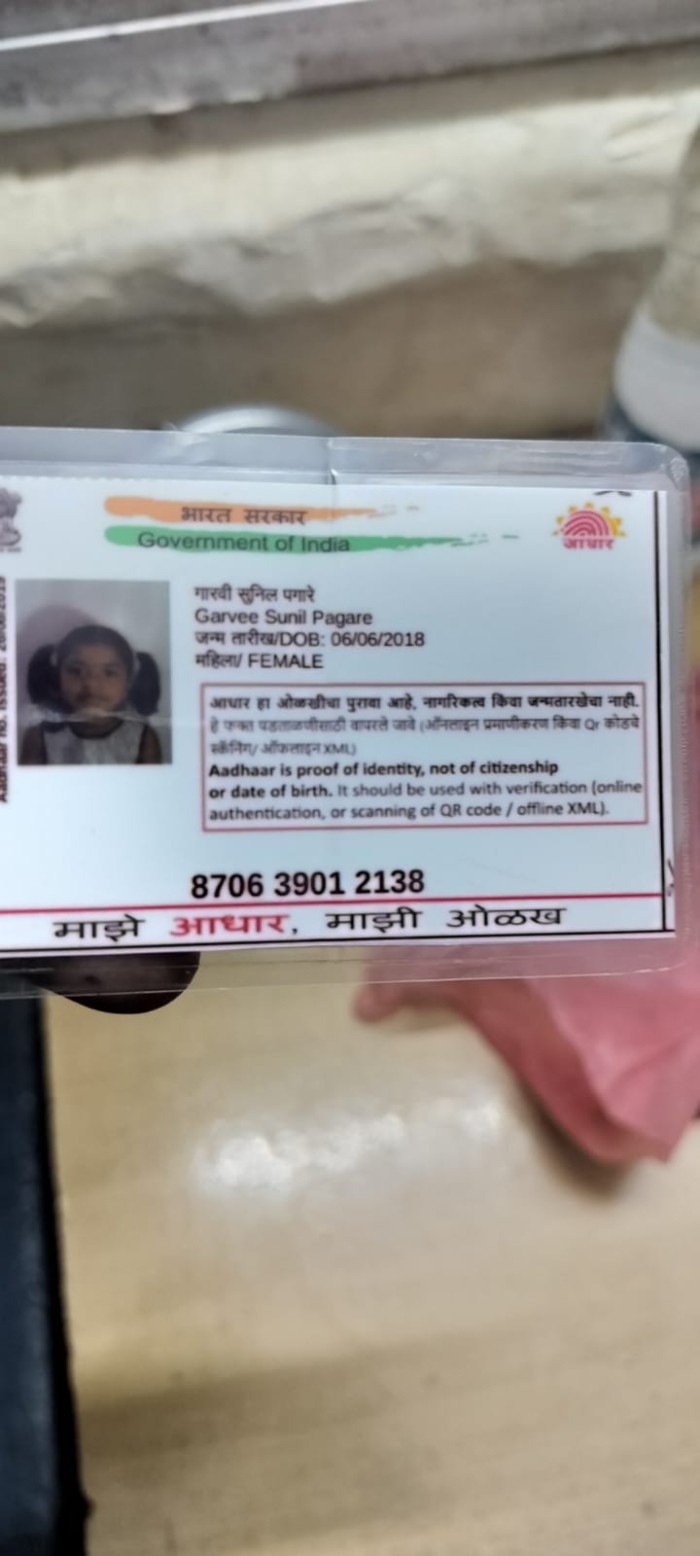 भारत सरकार
Government of India
आधार
गारवी सुनिल पगारे
Garvee Sunil Pagare
जन्म तारीख/DOB: 06/06/2018
महिला/ FEMALE
Aadhaar no. issued:
आधार हा ओळखीचा पुरावा आहे, नागरिकत्व किंवा जन्मतारखेचा नाही.
हे फक्त पडताळणीसाठी वापरले जावे (ऑनलाइन प्रमाणीकरण किंवा Qr कोडचे
स्कॅनिंग/ ऑफलाइन XML)
Aadhaar is proof of identity, not of citizenship
or date of birth. It should be used with verification (online
authentication, or scanning of QR code / offline XML).
8706 3901 2138
माझे आधार, माझी ओळख